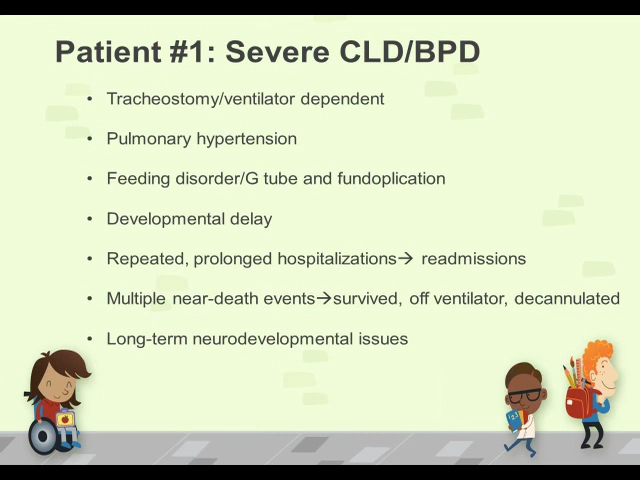 Patient #1: Severe CLD/BPD
• Tracheostomy/ventilator dependent
• Pulmonary hypertension
• Feeding disorder/G tube and fundoplication
• Developmental delay
• Repeated, prolonged hospitalizations→ readmissions
• Multiple near-death events→survived, off ventilator, decannulated
• Long-term neurodevelopmental issues